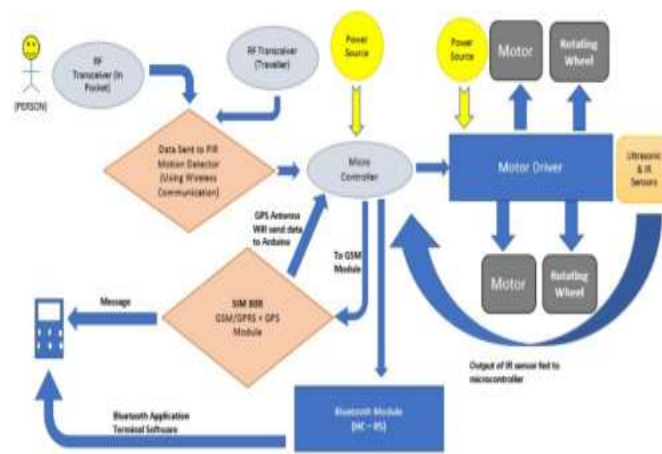 (PERSON)
RF
Transceiver (In
Pocket)
RF Transceiver
(Traveller)
Power
Source
Power
Source
Motor
Rotating
Wheel
Data Sent to PIR
Motion Detector
(Using Wireless
Communication)
Micro
Controller
Motor Driver
Ultrasonic
& IR
Sensors
GPS Antenna
Will send data
to Arduino
To GSM
Module
Motor
Rotating
Wheel
Message
SIM 808
GSM/GPRS + GPS
Module
Output of IR sensor fed to
microcontroller
Bluetooth Application
Terminal Software
Bluetooth Module
(HC – 05)